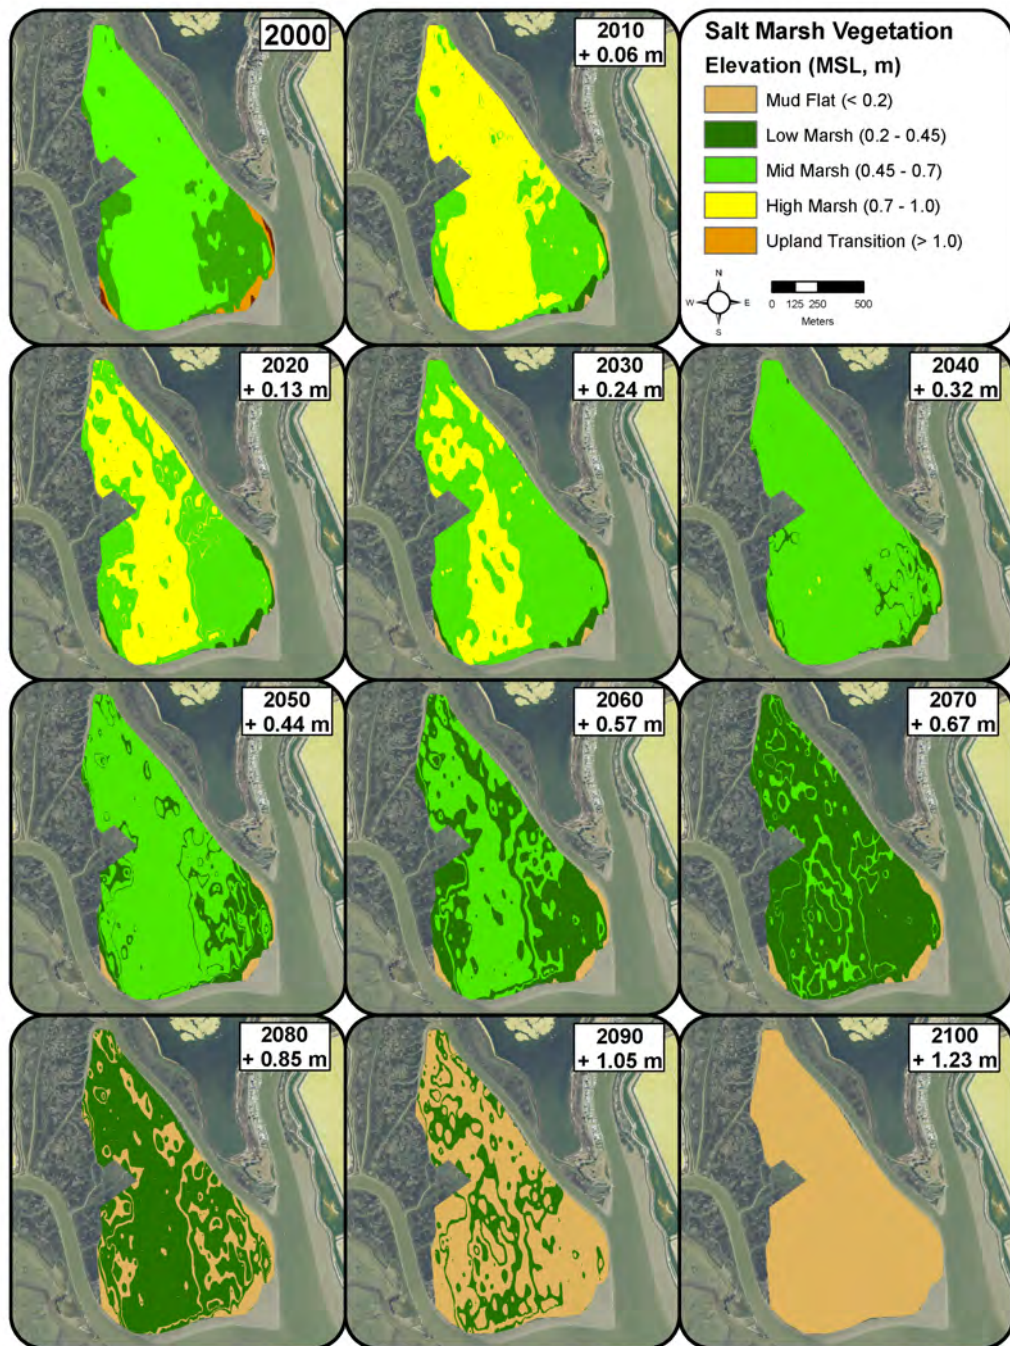 2000
2010
+ 0.06 m
Salt Marsh Vegetation
Elevation (MSL, m)
Mud Flat (< 0.2)
Low Marsh (0.2 - 0.45)
Mid Marsh (0.45 - 0.7)
High Marsh (0.7 - 1.0)
Upland Transition (> 1.0)
N
W E
S
0 125 250 500
Meters
2020
+ 0.13 m
2030
+ 0.24 m
2040
+ 0.32 m
2050
+ 0.44 m
2060
+ 0.57 m
2070
+ 0.67 m
2080
+ 0.85 m
2090
+ 1.05 m
2100
+ 1.23 m